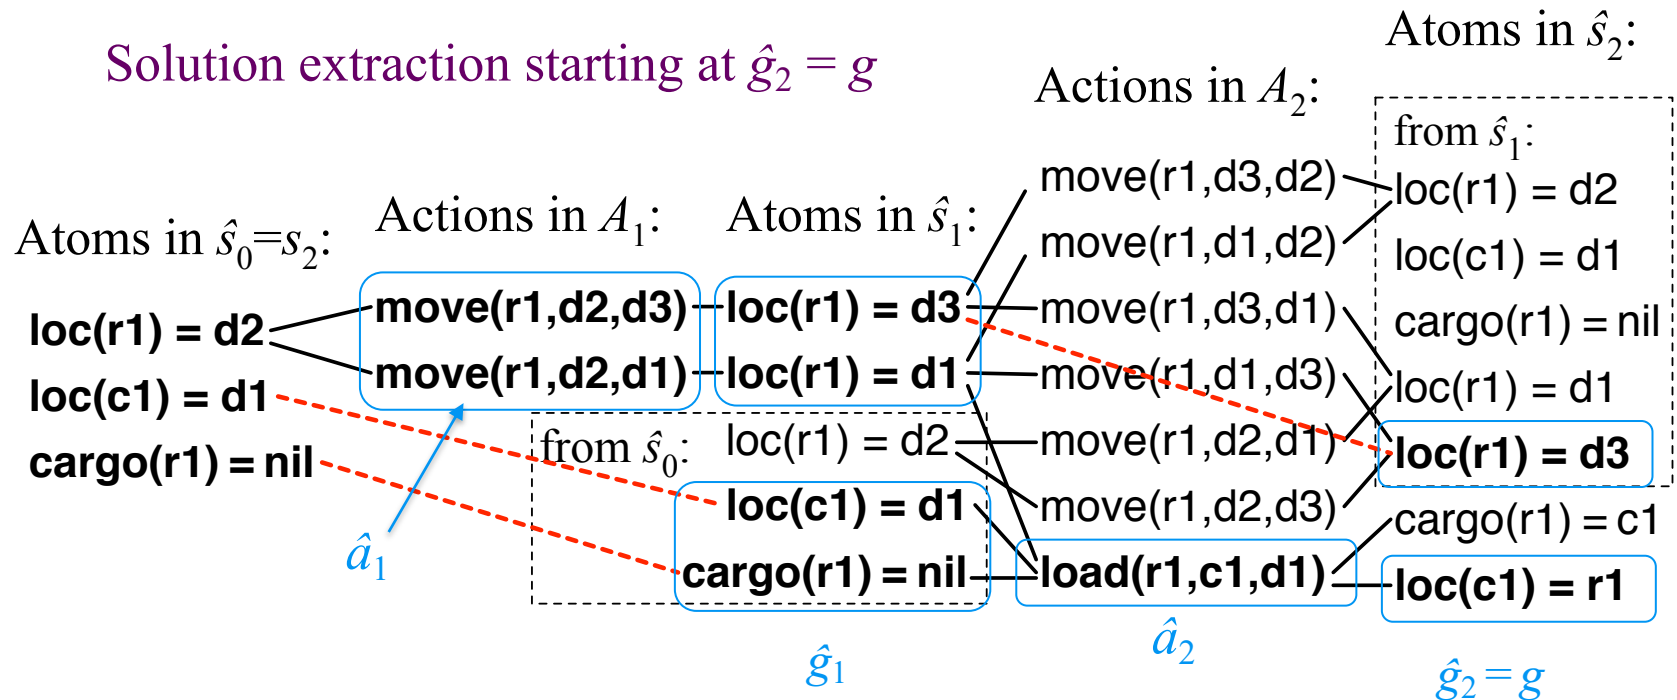 Solution extraction starting at ĝ2 = g
Atoms in ŝ0=s2:
loc(r1) = d2
loc(c1) = d1
cargo(r1) = nil
Actions in A1:
move(r1,d2,d3)
move(r1,d2,d1)
â1
Atoms in ŝ1:
loc(r1) = d3
loc(r1) = d1
from ŝ0:
loc(r1) = d2
loc(c1) = d1
cargo(r1) = nil
ĝ1
Actions in A2:
move(r1,d3,d2)
move(r1,d1,d2)
move(r1,d3,d1)
move(r1,d1,d3)
move(r1,d2,d1)
move(r1,d2,d3)
load(r1,c1,d1)
â2
Atoms in ŝ2:
from ŝ1:
loc(r1) = d2
loc(c1) = d1
cargo(r1) = nil
loc(r1) = d1
loc(r1) = d3
cargo(r1) = c1
loc(c1) = r1
ĝ2 = g